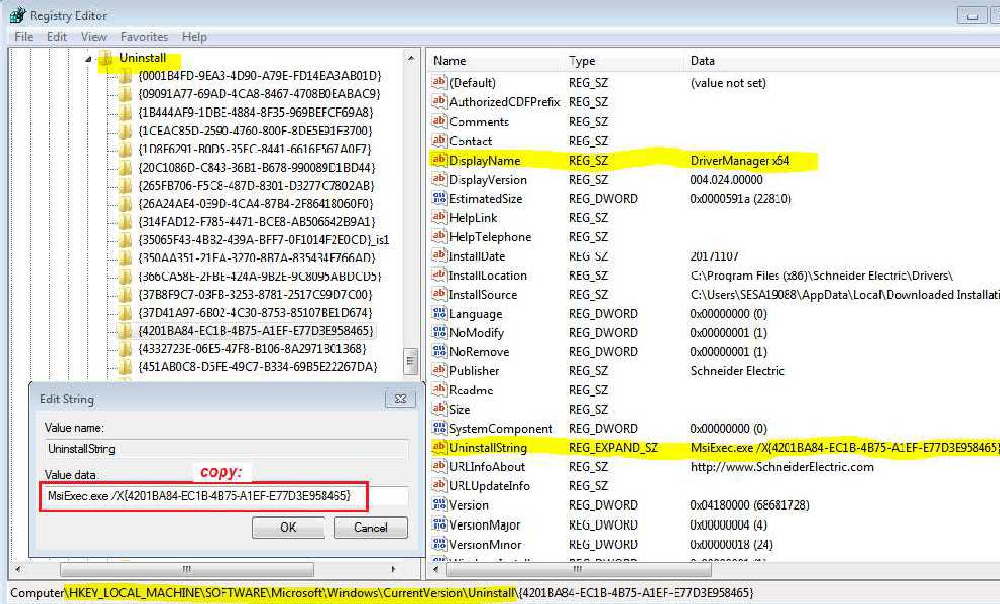 Registry Editor
File Edit View Favorites Help
Uninstall
{0001B4FD-9EA3-4D90-A79E-FD14BA3AB01D}
{09091A77-69AD-4CA8-8467-4708B0EABAC9}
{1B444AF9-1DBE-4884-8F35-969BEFCF69A8}
{1CEAC85D-2590-4760-800F-8DE5E91F3700}
{1D8E6291-B0D5-35EC-8441-6616F567A0F7}
{20C1086D-C843-36B1-B678-990089D1BD44}
{265FB706-F5C8-487D-8301-D3277C7802AB}
{26A24AE4-039D-4CA4-87B4-2F86418060F0}
{314FAD12-F785-4471-BCE8-AB506642B9A1}
{35065F43-4BB2-439A-BFF7-0F1014F2E0CD}_is1
{350AA351-21FA-3270-8B7A-835434E766AD}
{366CA58E-2FBE-424A-9B2E-9C8095ABDCD5}
{37B8F9C7-03FB-3253-8781-2517C99D7C00}
{37D41A97-6B02-4C30-8753-85107BE1D674}
{4201BA84-EC1B-4B75-A1EF-E77D3E958465}
{4332723E-06E5-47F8-B106-8A2971B01368}
{451AB0C8-D5FE-49C7-B334-69B5E22267DA}
Edit String
Value name:
UninstallString
Value data:
copy:
MsiExec.exe /X{4201BA84-EC1B-4B75-A1EF-E77D3E958465}
OK Cancel
Name Type Data
(Default) REG_SZ (value not set)
AuthorizedCDFPrefix REG_SZ
Comments REG_SZ
Contact REG_SZ
DisplayName REG_SZ DriverManager x64
DisplayVersion REG_SZ 004.024.00000
EstimatedSize REG_DWORD 0x0000591a (22810)
HelpLink REG_SZ
HelpTelephone REG_SZ
InstallDate REG_SZ 20171107
InstallLocation REG_SZ C:\Program Files (x86)\Schneider Electric\Drivers\
InstallSource REG_SZ C:\Users\SESA19088\AppData\Local\Downloaded Installati
Language REG_DWORD 0x00000000 (0)
NoModify REG_DWORD 0x00000001 (1)
NoRemove REG_DWORD 0x00000001 (1)
Publisher REG_SZ Schneider Electric
Readme REG_SZ
Size REG_SZ
SystemComponent REG_DWORD 0x00000000 (0)
UninstallString REG_EXPAND_SZ MsiExec.exe /X{4201BA84-EC1B-4B75-A1EF-E77D3E958465}
URLInfoAbout REG_SZ http://www.SchneiderElectric.com
URLUpdateInfo REG_SZ
Version REG_DWORD 0x04180000 (68681728)
VersionMajor REG_DWORD 0x00000004 (4)
VersionMinor REG_DWORD 0x00000018 (24)
Computer\HKEY_LOCAL_MACHINE\SOFTWARE\Microsoft\Windows\CurrentVersion\Uninstall\{4201BA84-EC1B-4B75-A1EF-E77D3E958465}